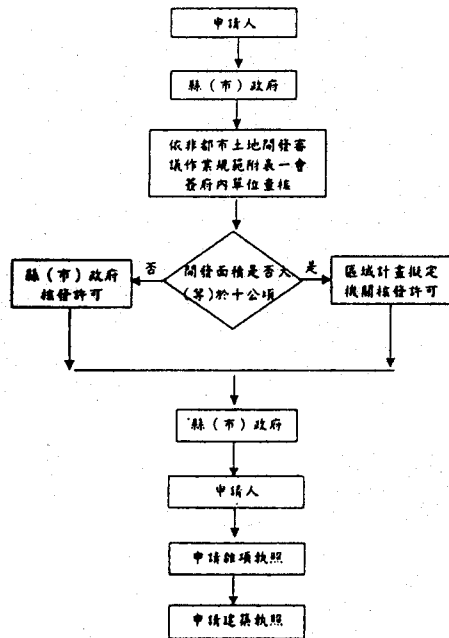 申請人
縣（市）政府
依非都市土地開發審
議作業規範附表一會
簽府內單位查核
開發面積是否大
（等）於十公頃
否
是
縣（市）政府
核發許可
區域計畫擬定
機關核發許可
縣（市）政府
申請人
申請雜項執照
申請建築執照